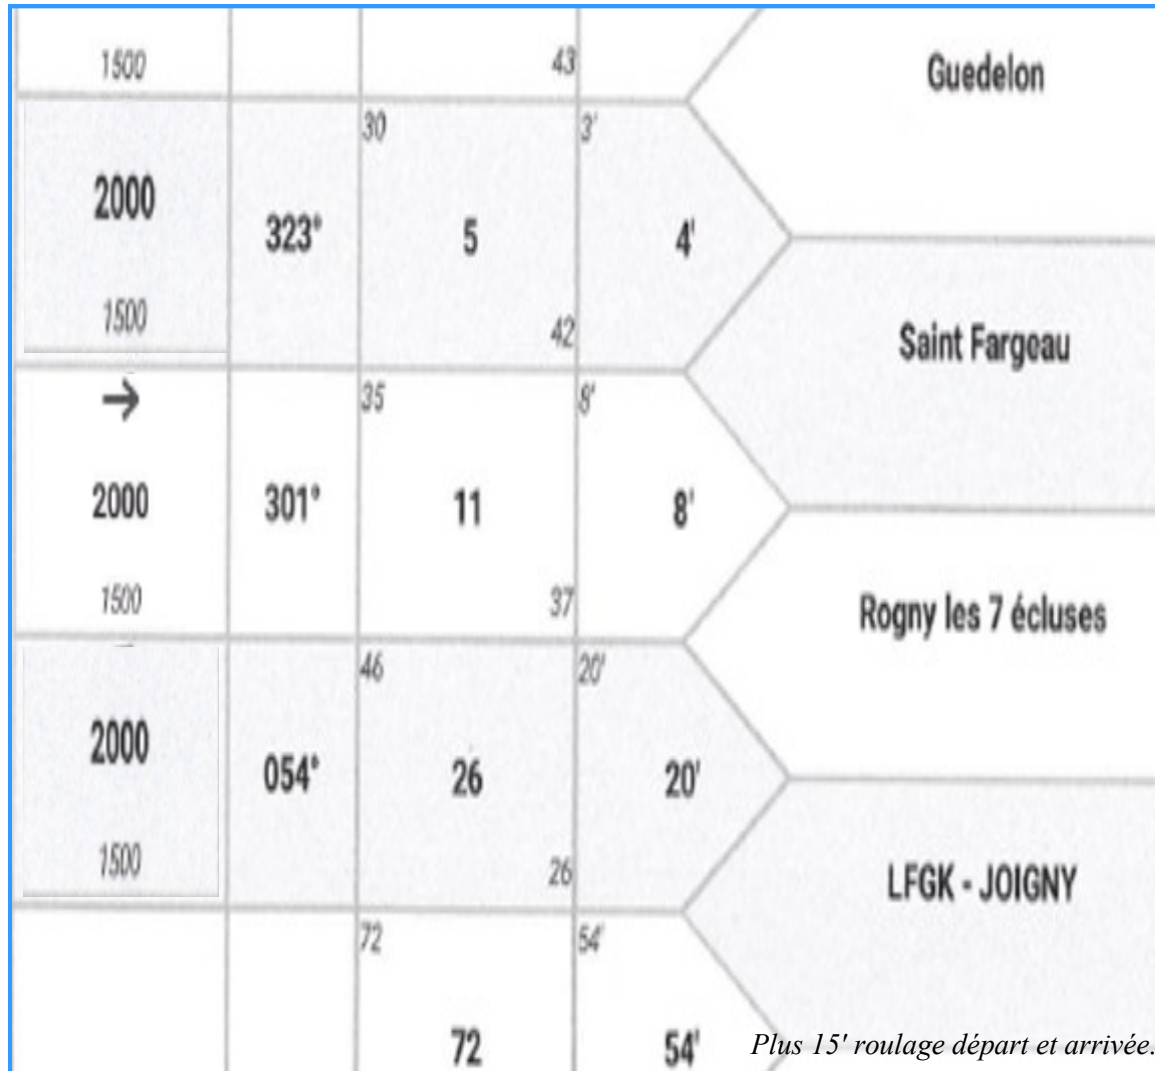 1500 43 Guedelon
30 3'
2000 323° 5 4'
1500 42 Saint Fargeau
→ 35 8'
2000 301° 11 8'
1500 37 Rogny les 7 écluses
46 20'
2000 054° 26 20'
1500 26 LFGK - JOIGNY
72 54'
72 54' Plus 15' roulage départ et arrivée.